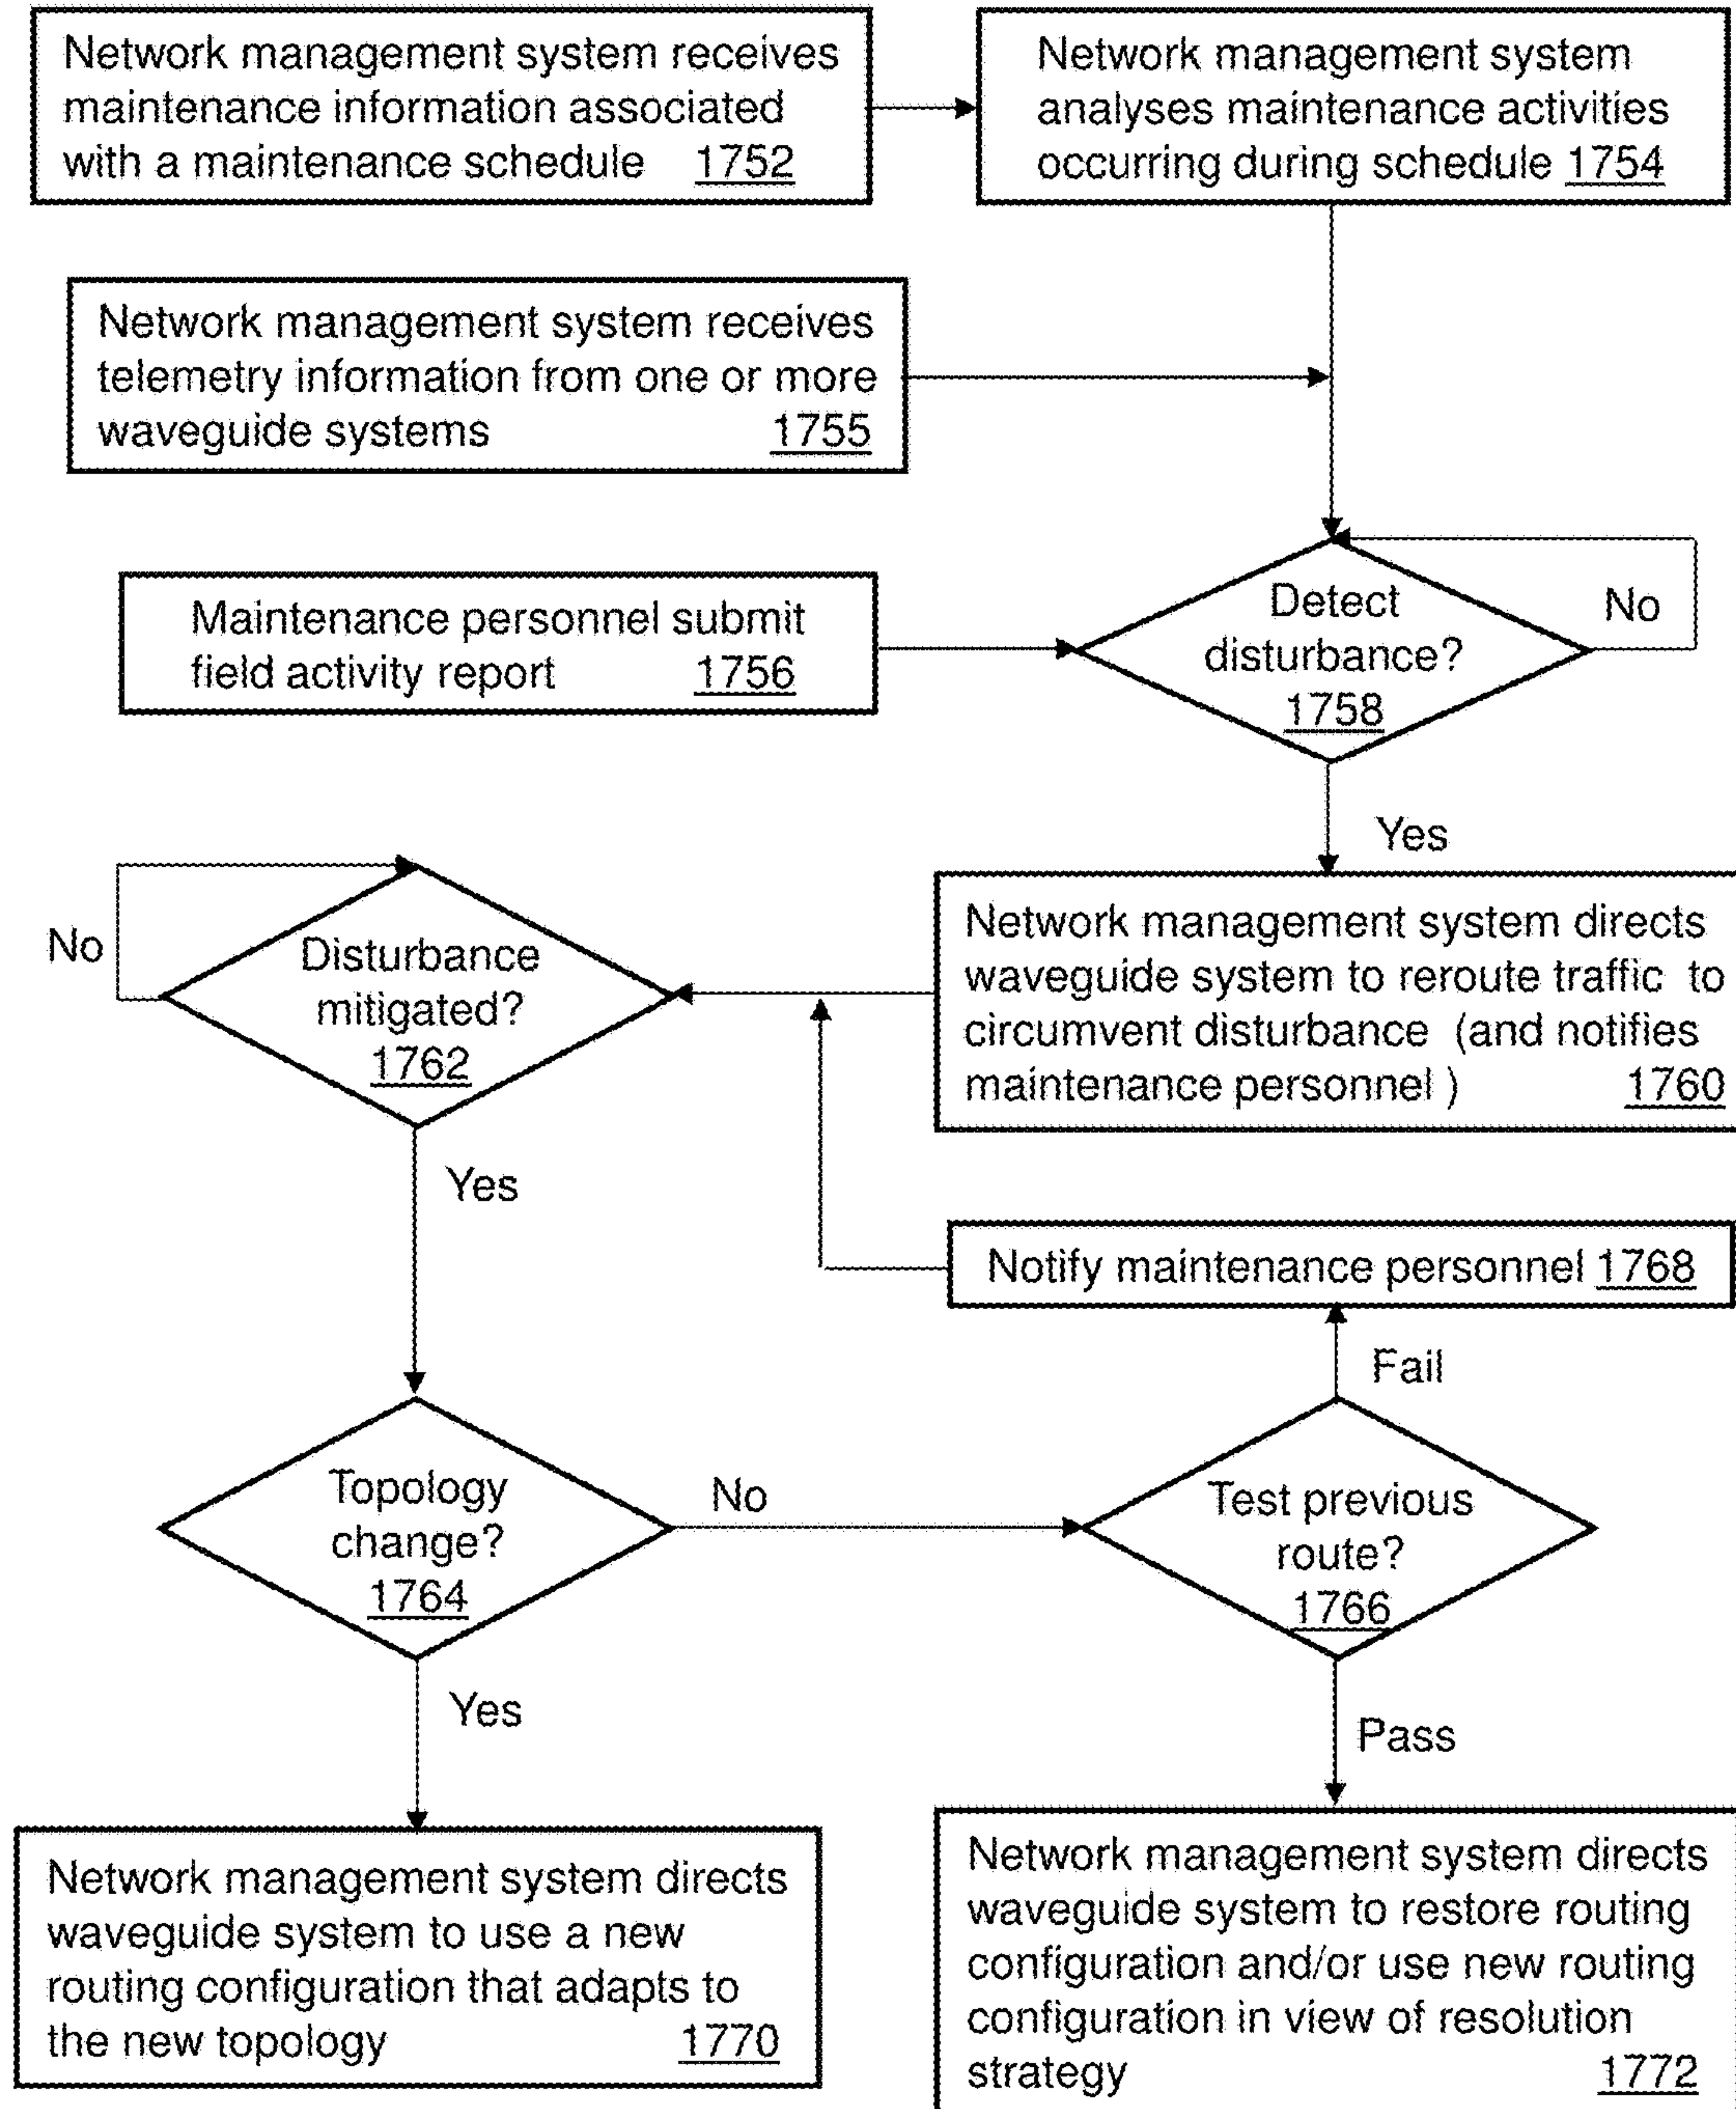 Network management system receives
maintenance information associated
with a maintenance schedule 1752
Network management system
analyses maintenance activities
occurring during schedule 1754
Network management system receives
telemetry information from one or more
waveguide systems 1755
Maintenance personnel submit
field activity report 1756
Detect
disturbance?
1758
No
Yes
Network management system directs
waveguide system to reroute traffic to
circumvent disturbance (and notifies
maintenance personnel ) 1760
Disturbance
mitigated?
1762
No
Yes
Notify maintenance personnel 1768
Fail
Topology
change?
1764
No
Test previous
route?
1766
Yes
Pass
Network management system directs
waveguide system to use a new
routing configuration that adapts to
the new topology 1770
Network management system directs
waveguide system to restore routing
configuration and/or use new routing
configuration in view of resolution
strategy 1772